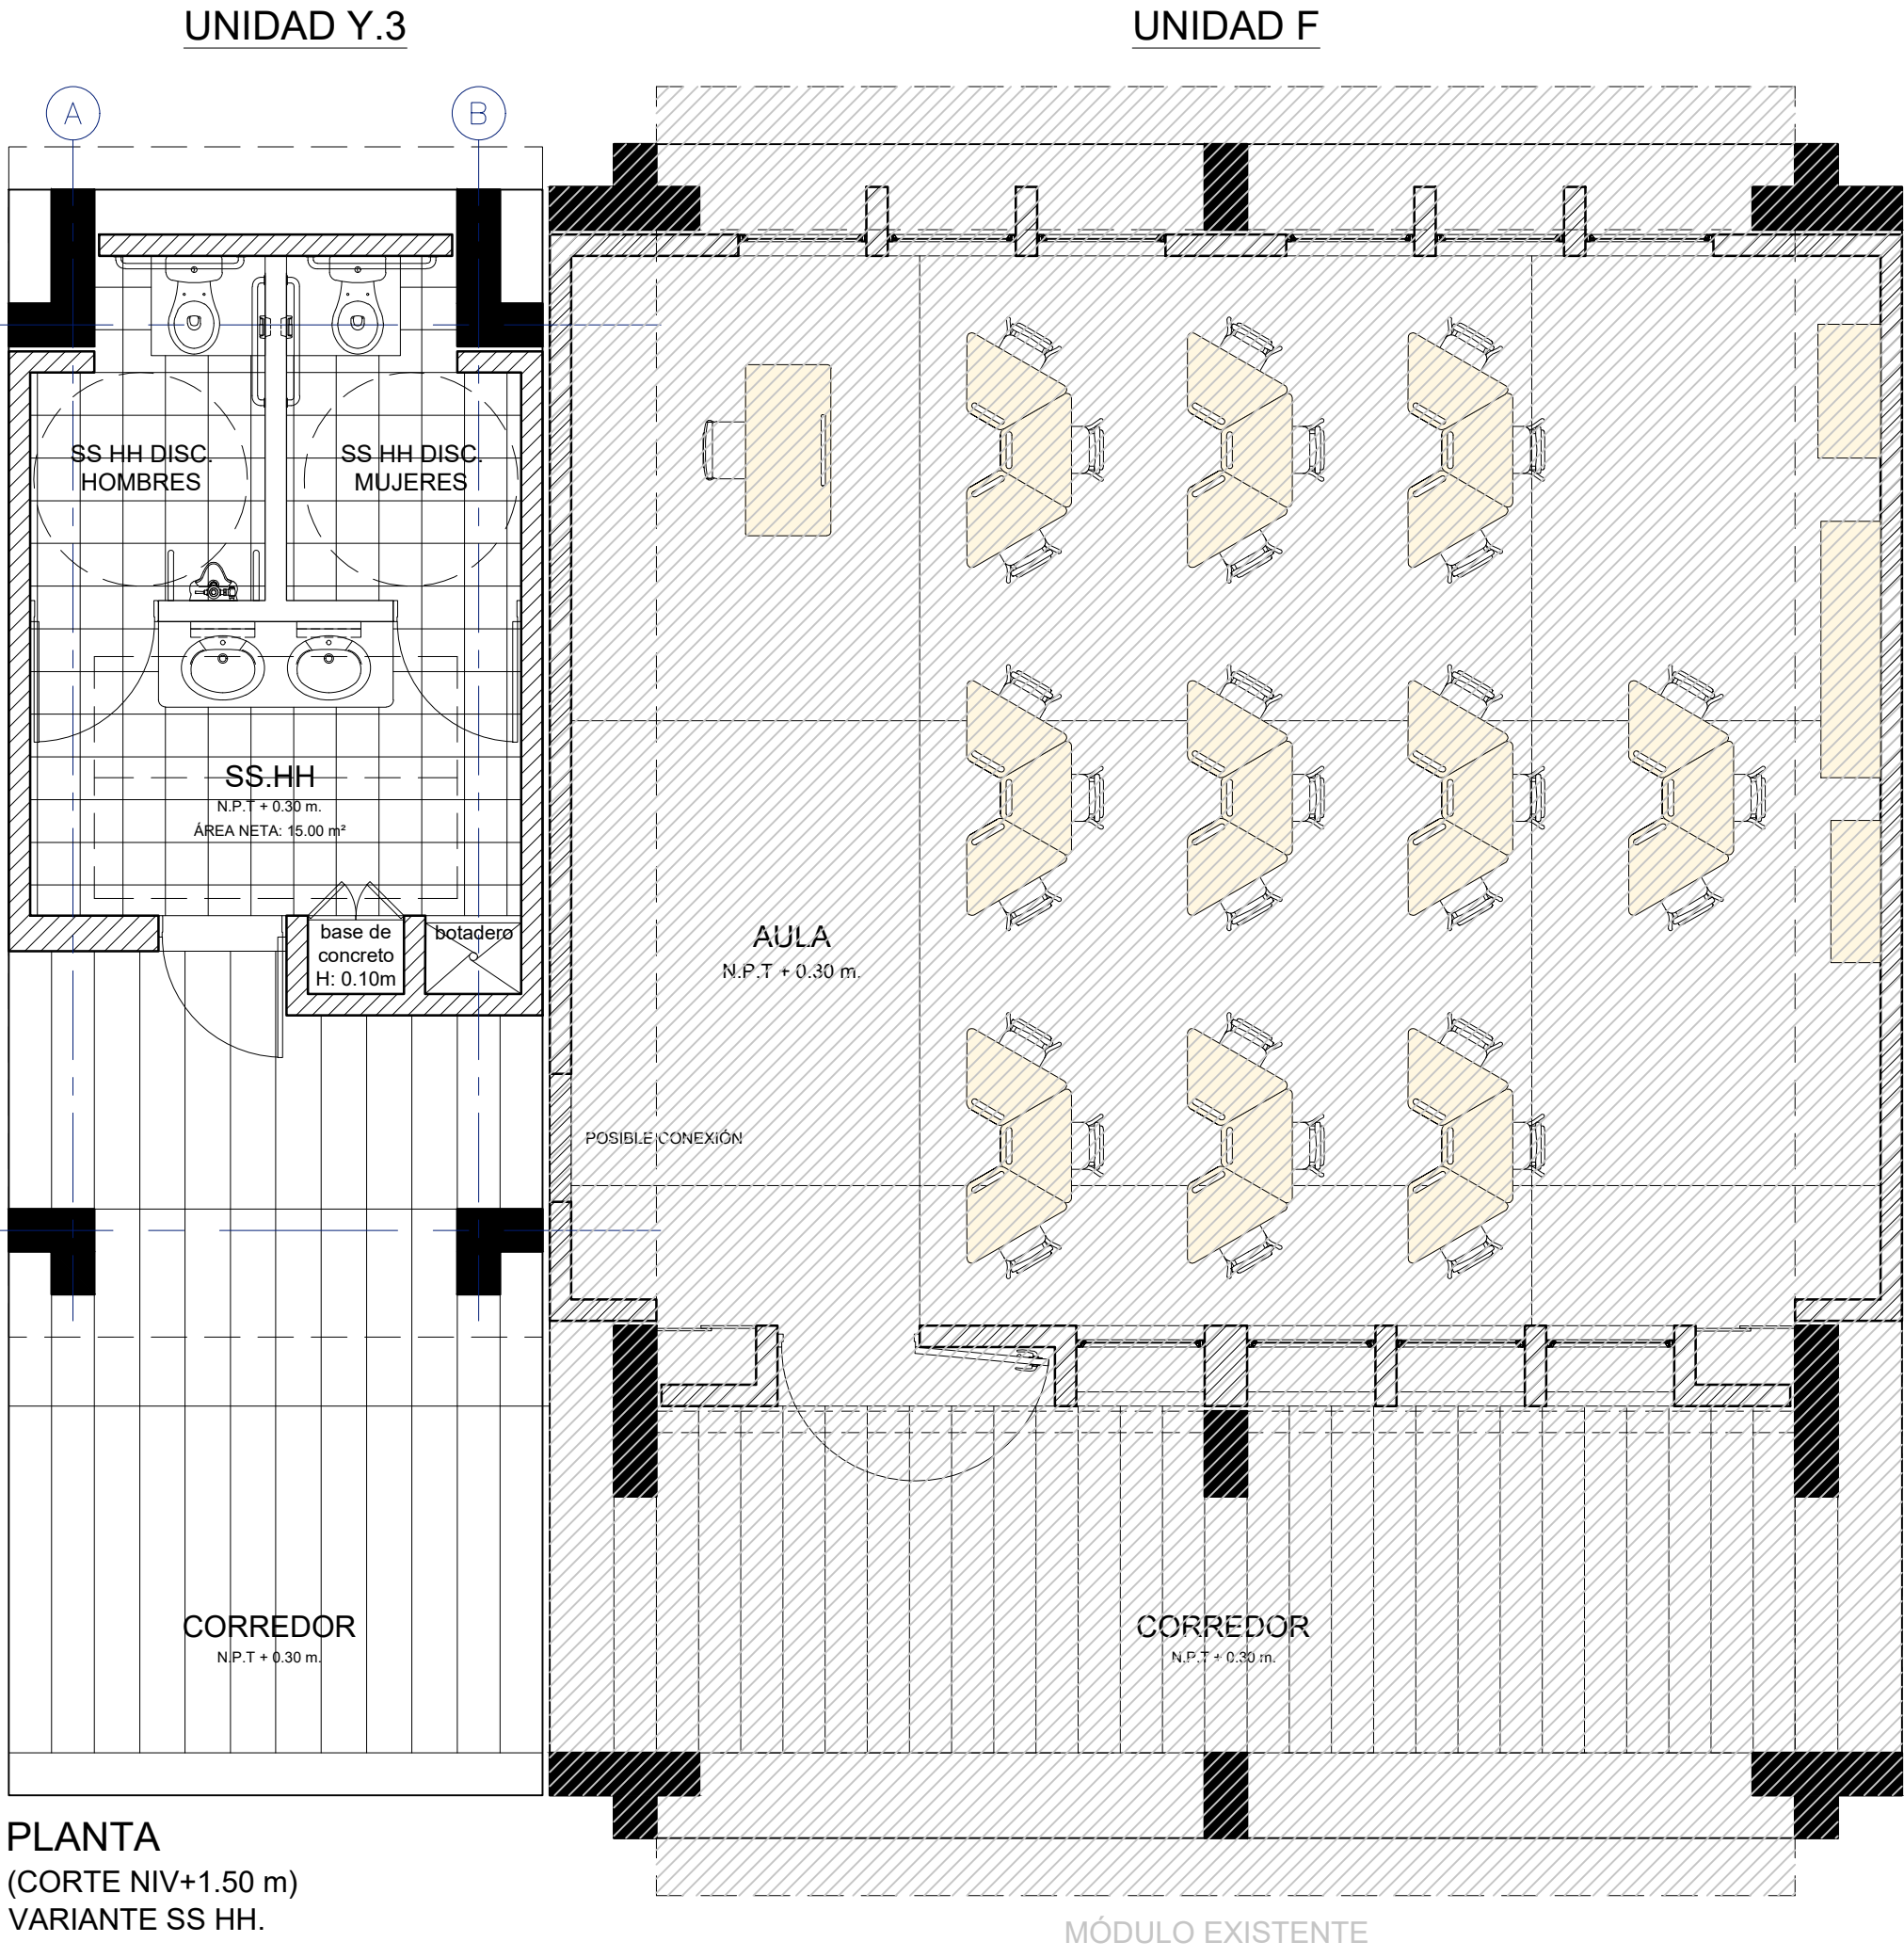 UNIDAD Y.3
UNIDAD F
A
B
SS HH DISC.
HOMBRES
SS HH DISC.
MUJERES
SS.HH
N.P.T + 0.30 m.
ÁREA NETA: 15.00 m²
base de
concreto
H: 0.10m
botadero
AULA
N.P.T + 0.30 m.
POSIBLE CONEXIÓN
CORREDOR
N.P.T + 0.30 m.
CORREDOR
N.P.T + 0.30 m.
PLANTA
(CORTE NIV+1.50 m)
VARIANTE SS HH.
MÓDULO EXISTENTE